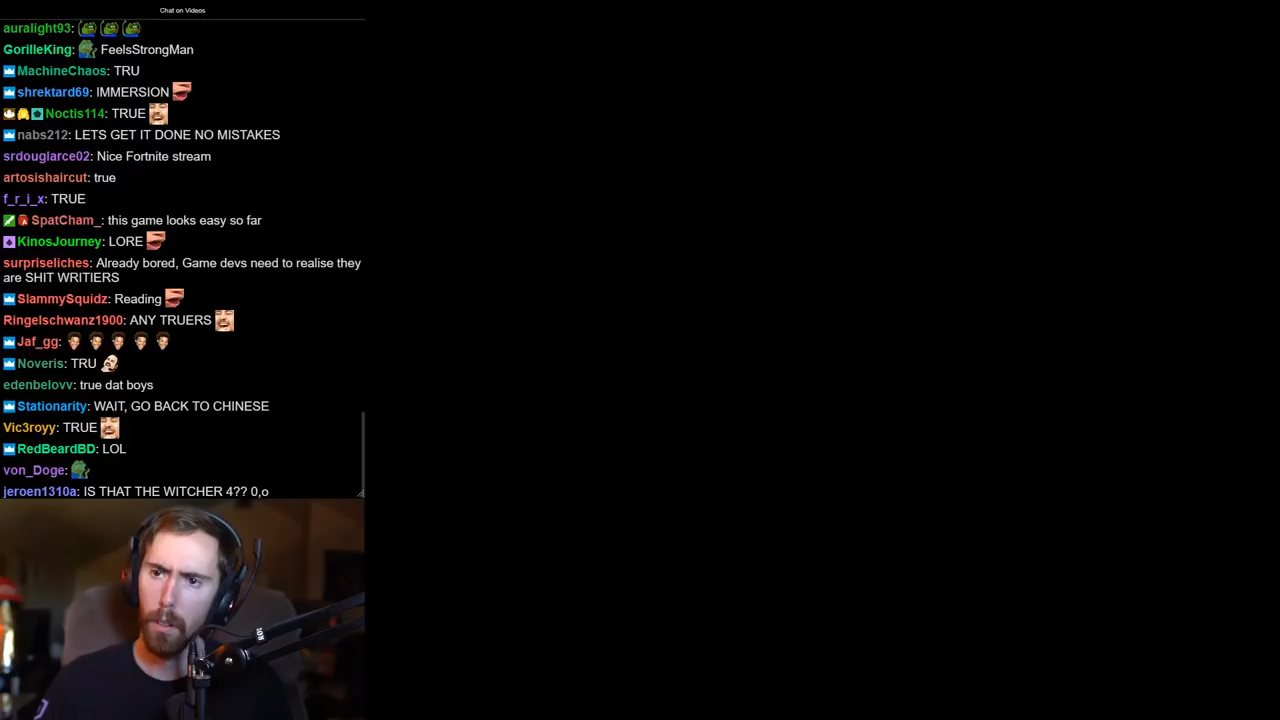 Chat on Videos
auralight93:
GorilleKing: FeelsStrongMan
MachineChaos: TRU
shrektard69: IMMERSION
Noctis114: TRUE
nabs212: LETS GET IT DONE NO MISTAKES
srdouglarce02: Nice Fortnite stream
artosishaircut: true
f_r_i_x: TRUE
SpatCham_: this game looks easy so far
KinosJourney: LORE
surpriseliches: Already bored, Game devs need to realise they
are SHIT WRITIERS
SlammySquidz: Reading
Ringelschwanz1900: ANY TRUERS
Jaf_gg:
Noveris: TRU
edenbelovv: true dat boys
Stationarity: WAIT, GO BACK TO CHINESE
Vic3royy: TRUE
RedBeardBD: LOL
von_Doge:
jeroen1310a: IS THAT THE WITCHER 4?? 0,o